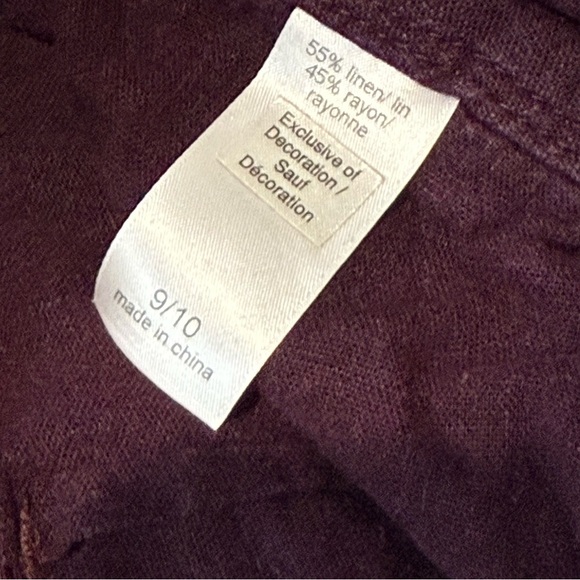 55% linen/ lin
45% rayon/
rayonne
Exclusive of
Decoration /
Sauf
Décoration
9/10
made in china